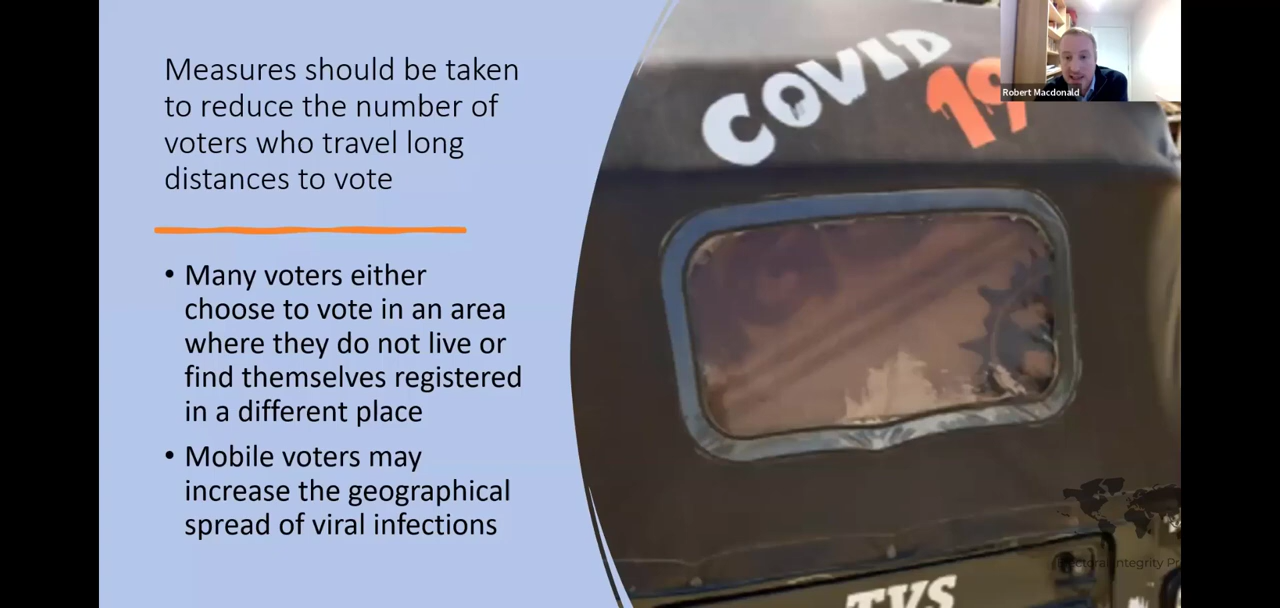 Measures should be taken
to reduce the number of
voters who travel long
distances to vote
• Many voters either
choose to vote in an area
where they do not live or
find themselves registered
in a different place
• Mobile voters may
increase the geographical
spread of viral infections
COVID
19
TVS
Robert Macdonald
Integrity